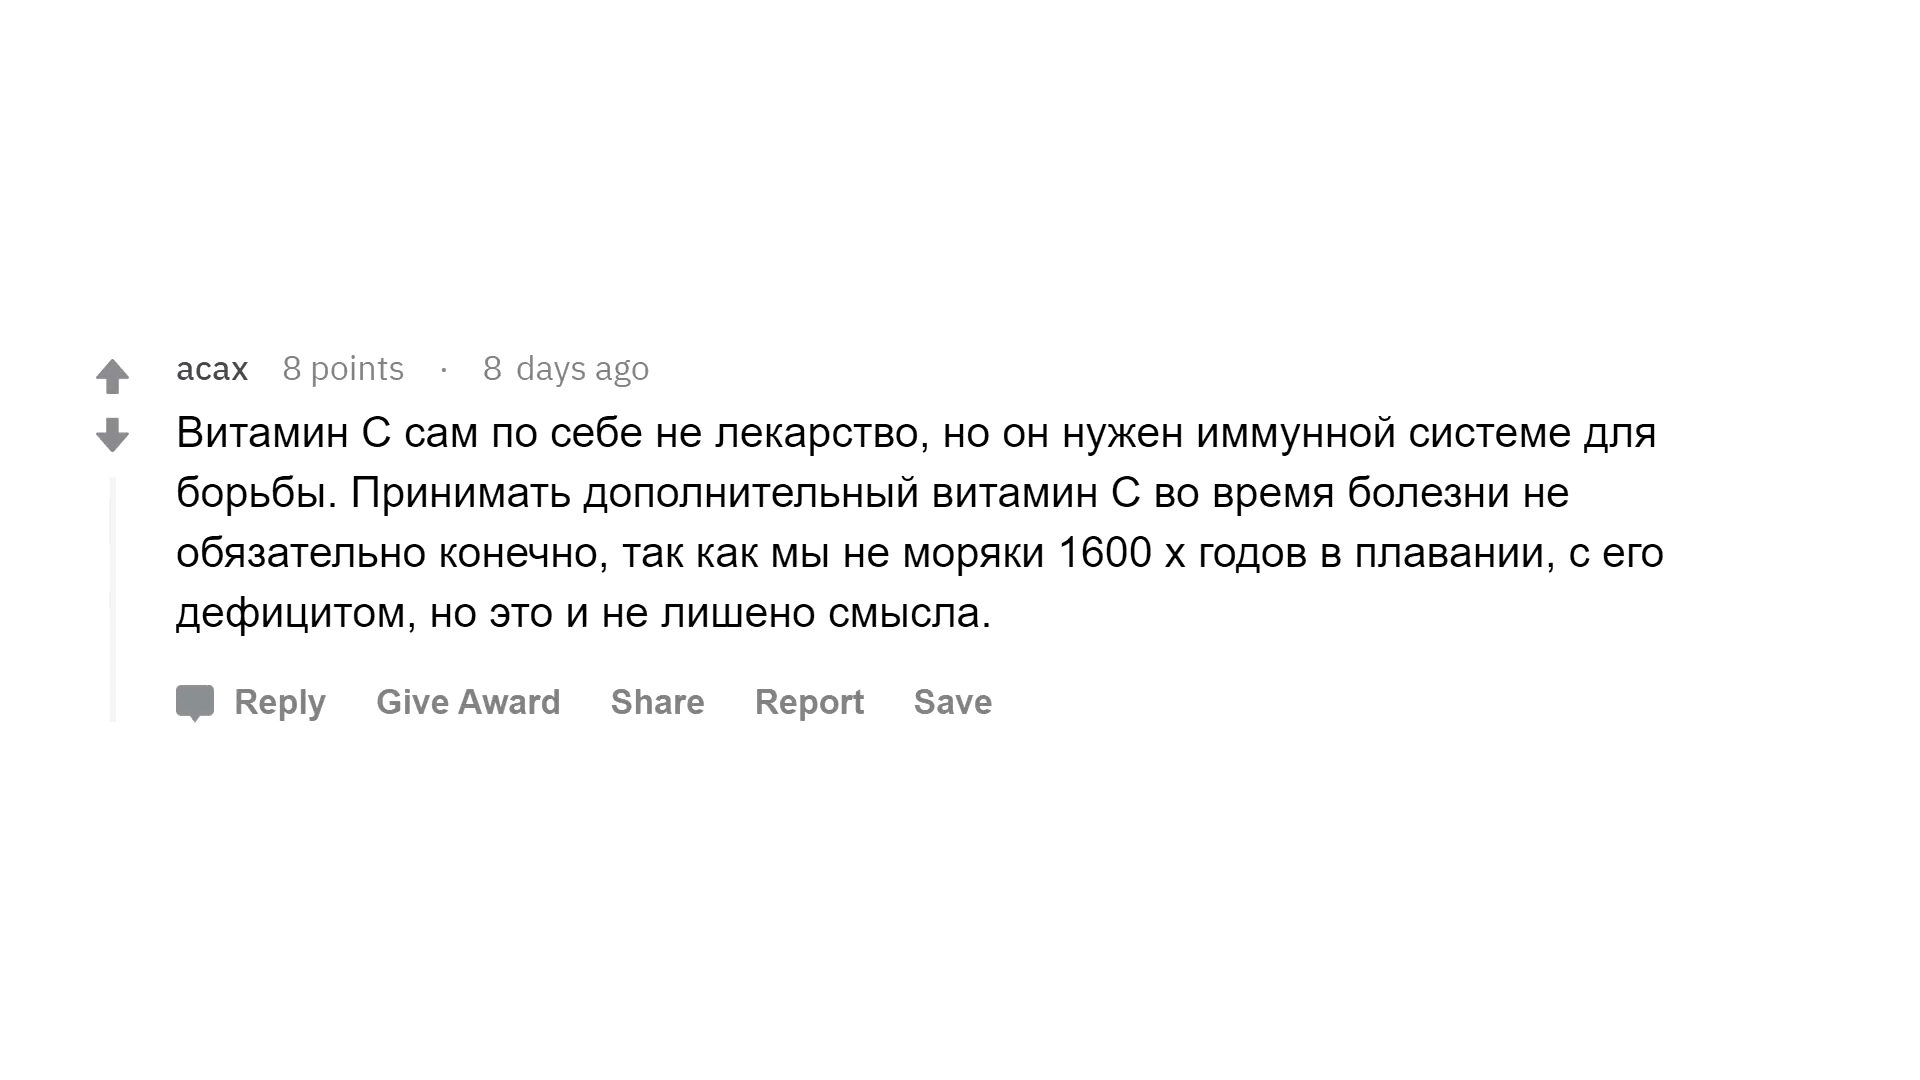 acax 8 points · 8 days ago
Витамин С сам по себе не лекарство, но он нужен иммунной системе для
борьбы. Принимать дополнительный витамин С во время болезни не
обязательно конечно, так как мы не моряки 1600 х годов в плавании, с его
дефицитом, но это и не лишено смысла.
Reply Give Award Share Report Save